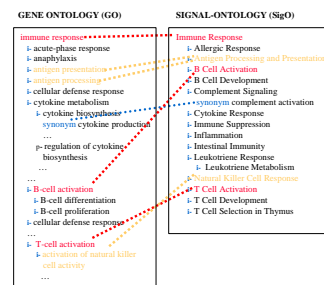 GENE ONTOLOGY (GO)
immune response
i- acute-phase response
i- anaphylaxis
i- antigen presentation
i- antigen processing
i- cellular defense response
i- cytokine metabolism
i- cytokine biosynthesis
synonym cytokine production
...
p- regulation of cytokine
biosynthesis
...
...
i- B-cell activation
i- B-cell differentiation
i- B-cell proliferation
i- cellular defense response
...
i- T-cell activation
i- activation of natural killer
cell activity
...
SIGNAL-ONTOLOGY (SigO)
Immune Response
i- Allergic Response
i- Antigen Processing and Presentation
i- B Cell Activation
i- B Cell Development
i- Complement Signaling
synonym complement activation
i- Cytokine Response
i- Immune Suppression
i- Inflammation
i- Intestinal Immunity
i- Leukotriene Response
i- Leukotriene Metabolism
i- Natural Killer Cell Response
i- T Cell Activation
i- T Cell Development
i- T Cell Selection in Thymus